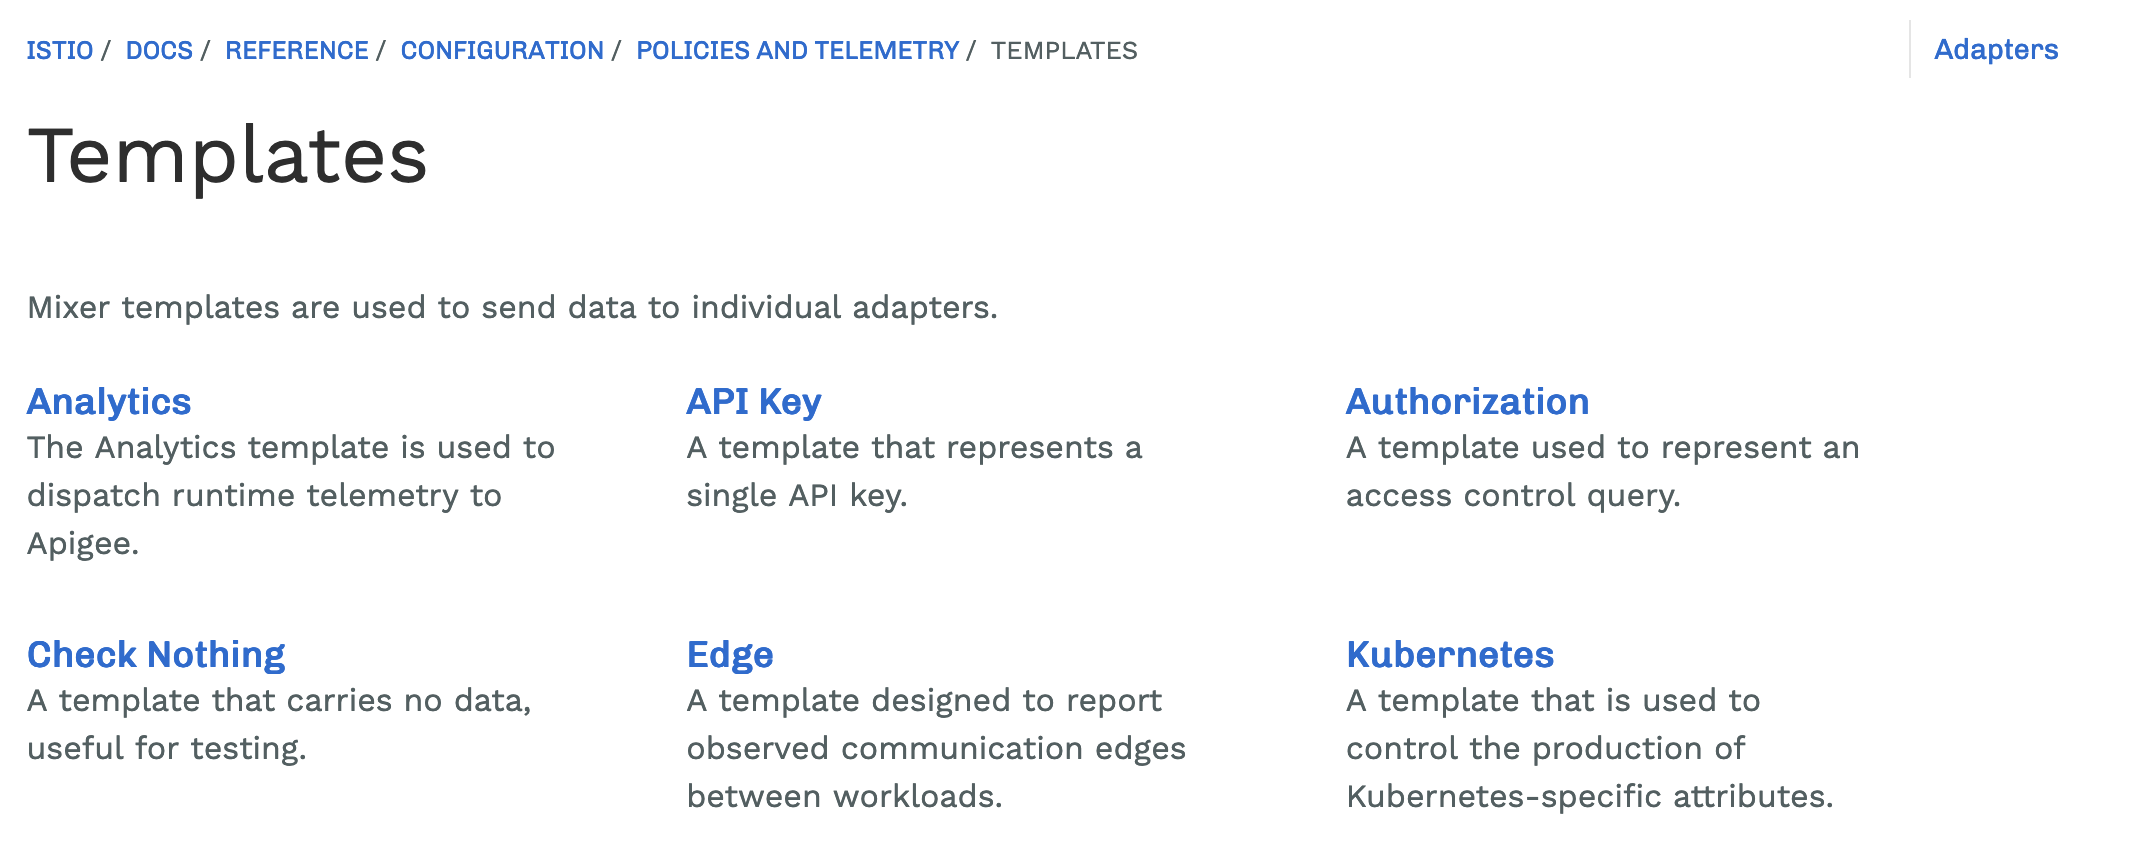 ISTIO / DOCS / REFERENCE / CONFIGURATION / POLICIES AND TELEMETRY / TEMPLATES
Adapters
Templates
Mixer templates are used to send data to individual adapters.
Analytics
The Analytics template is used to
dispatch runtime telemetry to
Apigee.
API Key
A template that represents a
single API key.
Authorization
A template used to represent an
access control query.
Check Nothing
A template that carries no data,
useful for testing.
Edge
A template designed to report
observed communication edges
between workloads.
Kubernetes
A template that is used to
control the production of
Kubernetes-specific attributes.